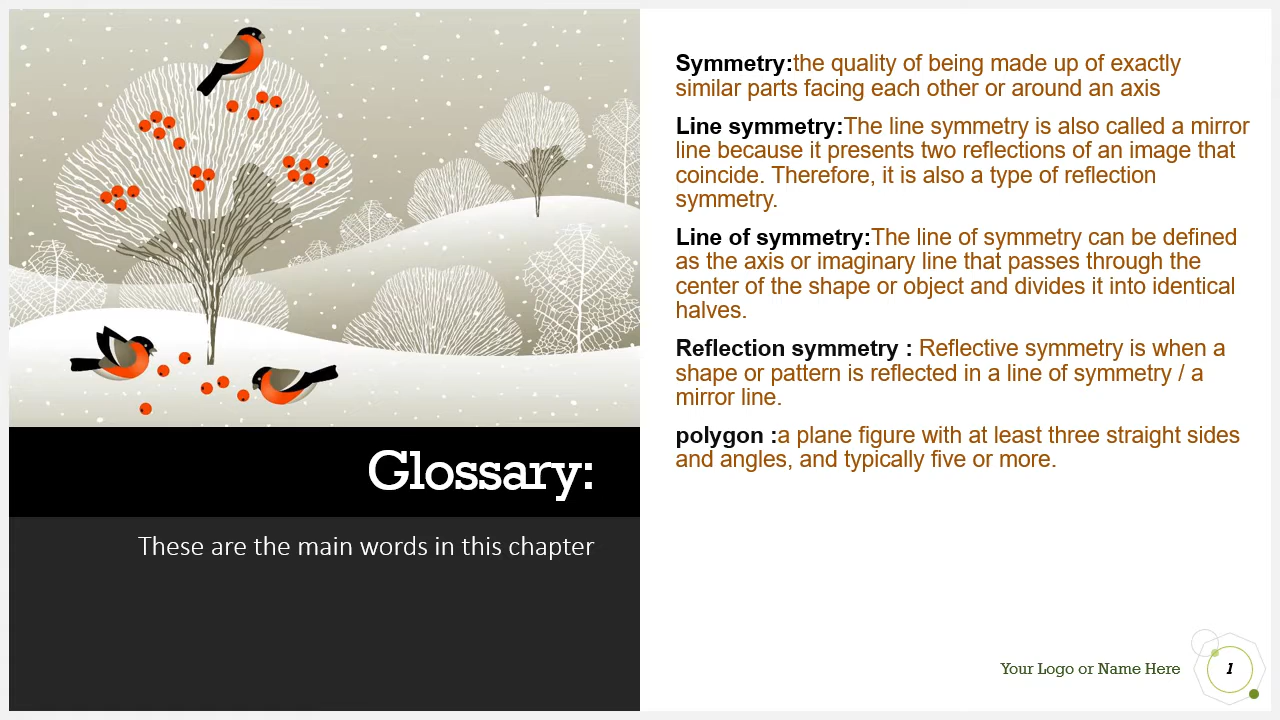 Glossary:
These are the main words in this chapter
Symmetry:the quality of being made up of exactly
similar parts facing each other or around an axis
Line symmetry:The line symmetry is also called a mirror
line because it presents two reflections of an image that
coincide. Therefore, it is also a type of reflection
symmetry.
Line of symmetry:The line of symmetry can be defined
as the axis or imaginary line that passes through the
center of the shape or object and divides it into identical
halves.
Reflection symmetry : Reflective symmetry is when a
shape or pattern is reflected in a line of symmetry / a
mirror line.
polygon :a plane figure with at least three straight sides
and angles, and typically five or more.
Your Logo or Name Here
1